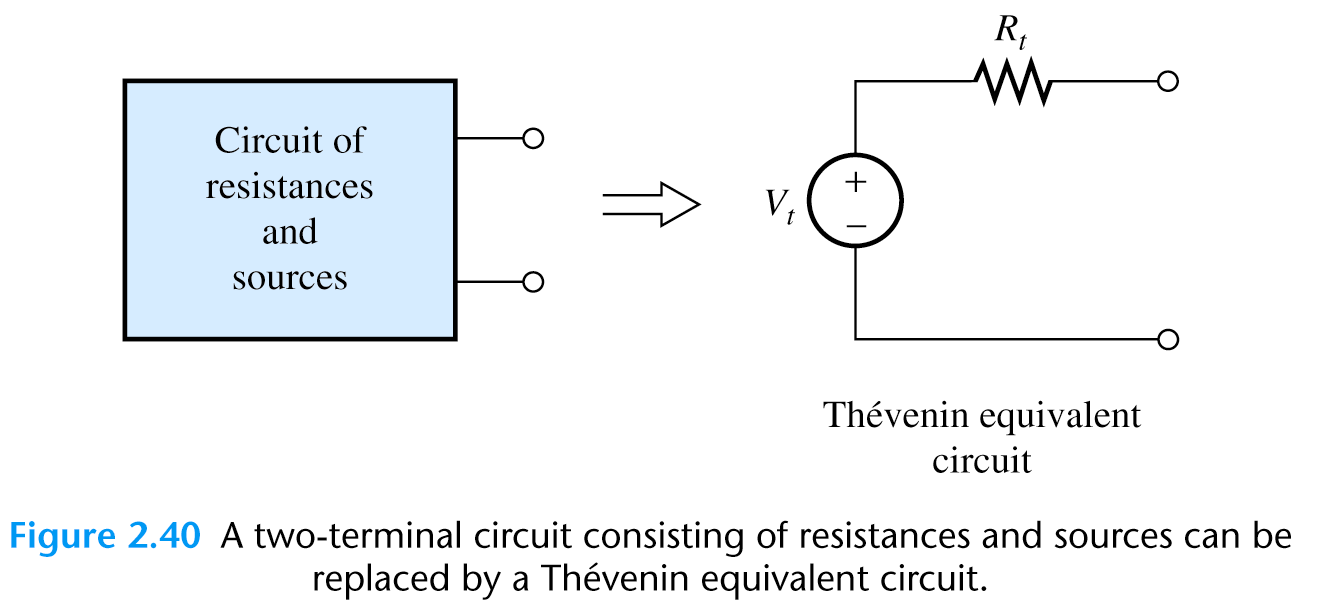 Circuit of
resistances
and
sources
R_t
V_t
+
−
Thévenin equivalent
circuit
Figure 2.40 A two-terminal circuit consisting of resistances and sources can be
replaced by a Thévenin equivalent circuit.